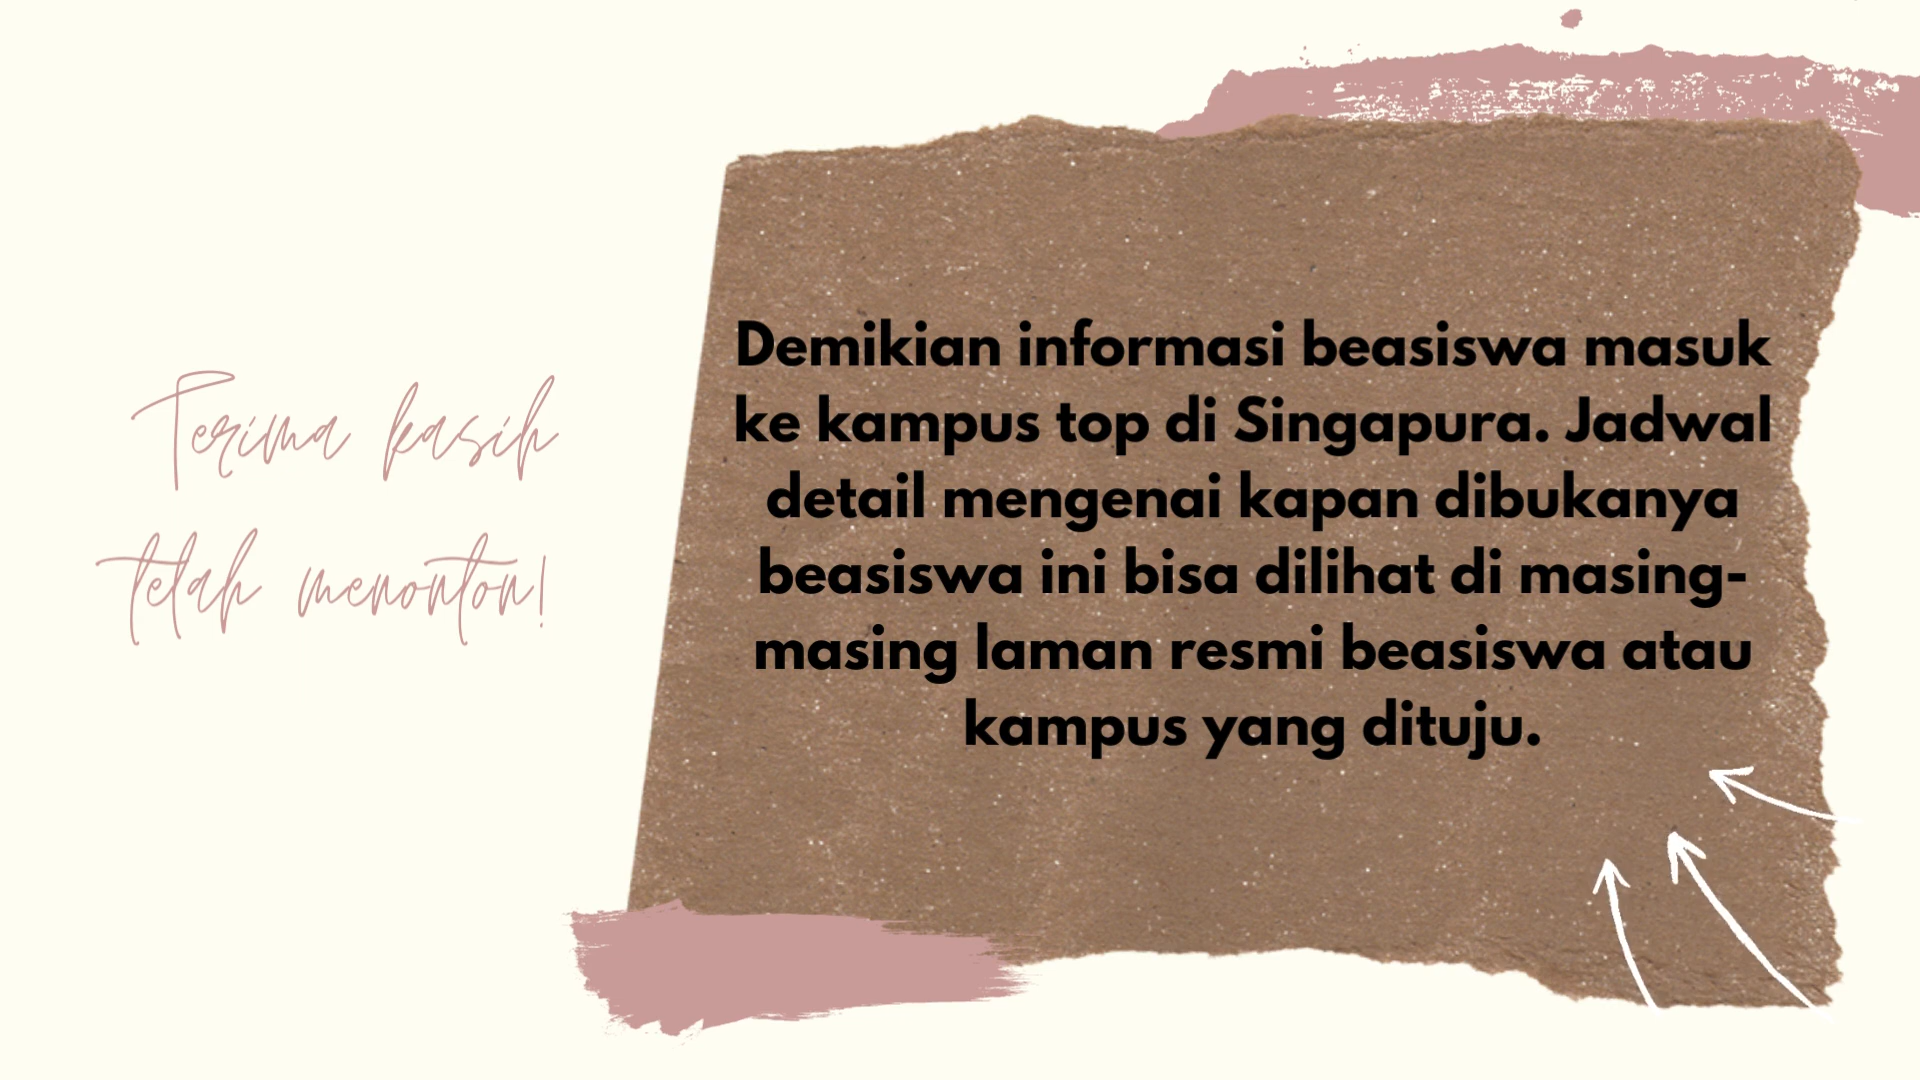 Terima kasih
telah menonton!
Demikian informasi beasiswa masuk
ke kampus top di Singapura. Jadwal
detail mengenai kapan dibukanya
beasiswa ini bisa dilihat di masing-
masing laman resmi beasiswa atau
kampus yang dituju.